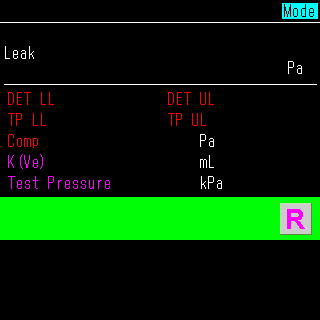 Mode
Leak
Pa
DET LL DET UL
TP LL TP UL
Comp Pa
K(Ve) mL
Test Pressure kPa
R